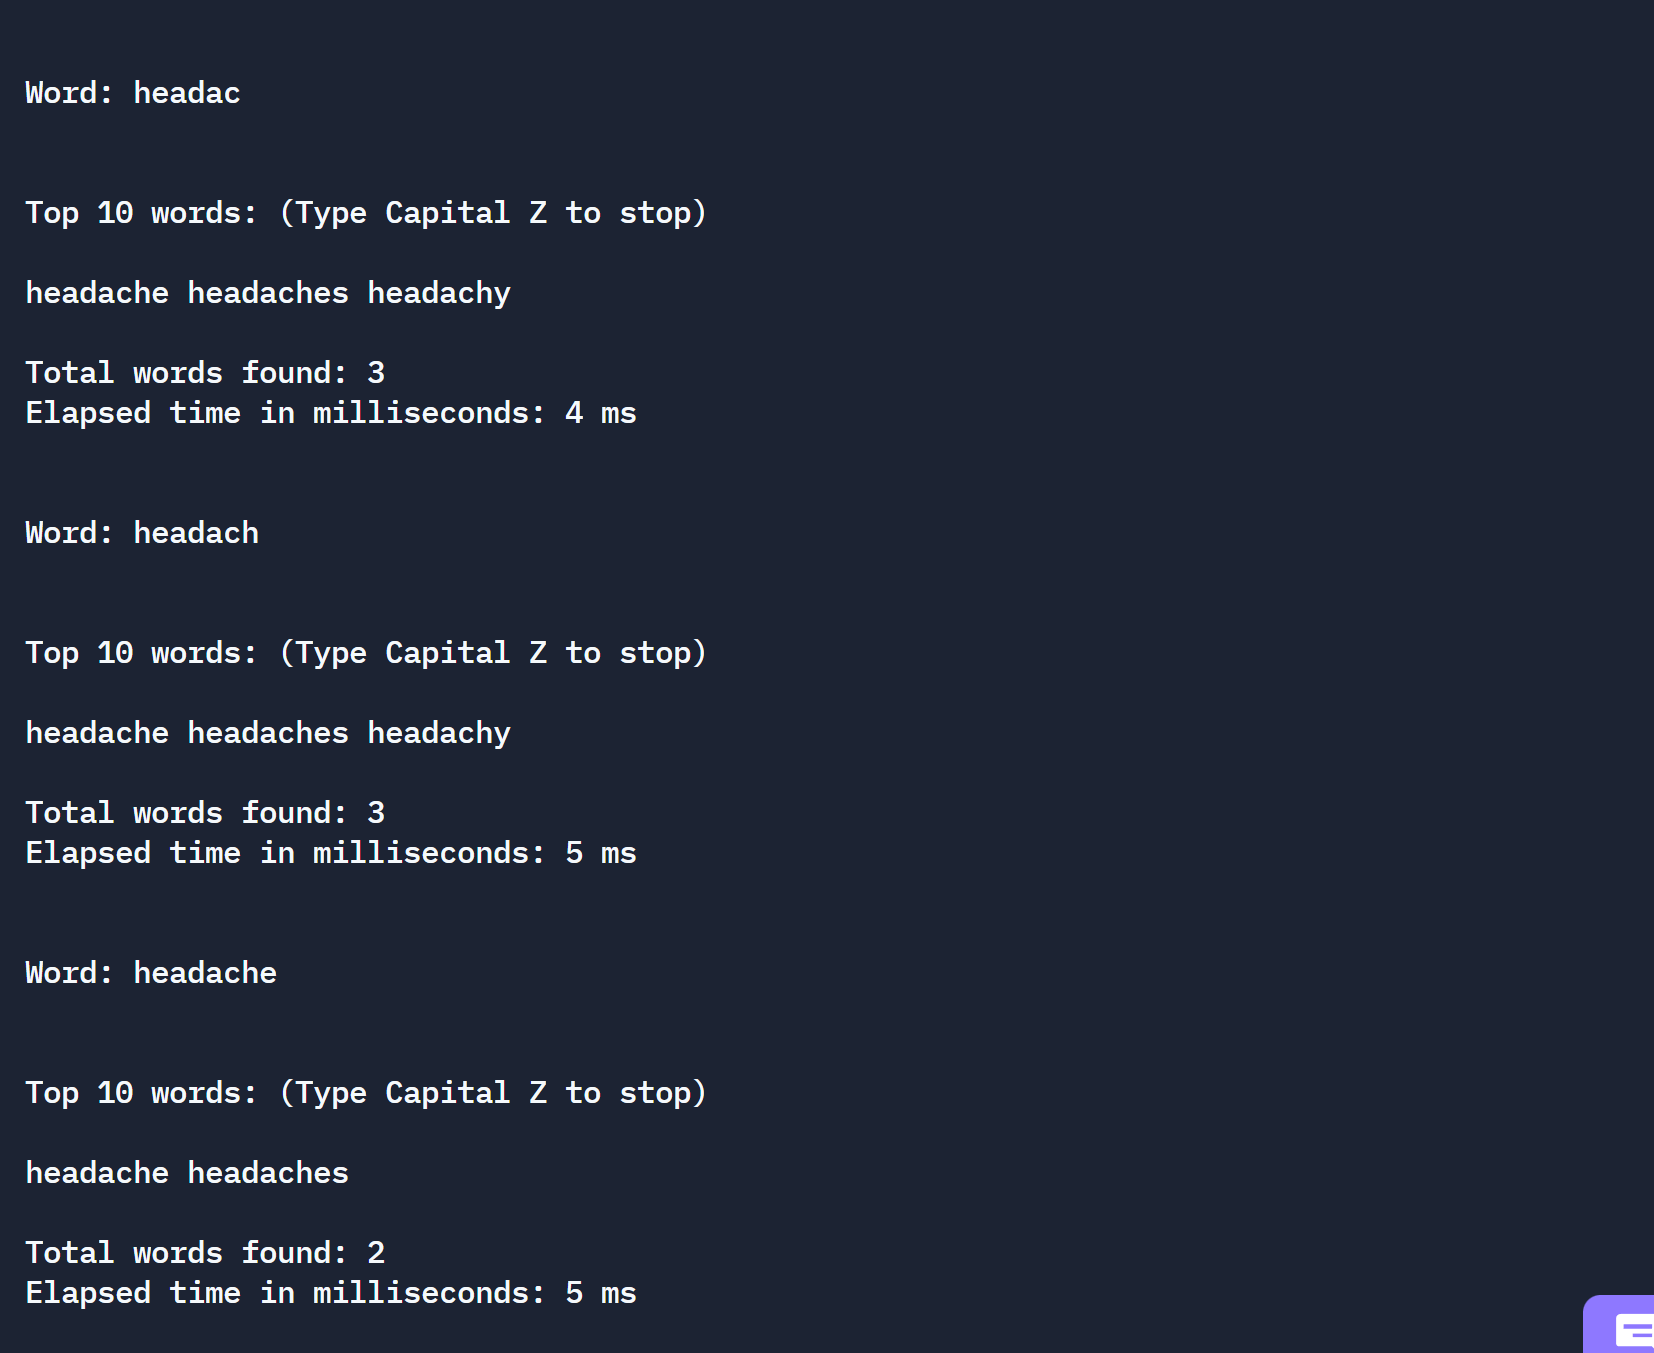 Word: headac
Top 10 words: (Type Capital Z to stop)
headache headaches headachy
Total words found: 3
Elapsed time in milliseconds: 4 ms
Word: headach
Top 10 words: (Type Capital Z to stop)
headache headaches headachy
Total words found: 3
Elapsed time in milliseconds: 5 ms
Word: headache
Top 10 words: (Type Capital Z to stop)
headache headaches
Total words found: 2
Elapsed time in milliseconds: 5 ms